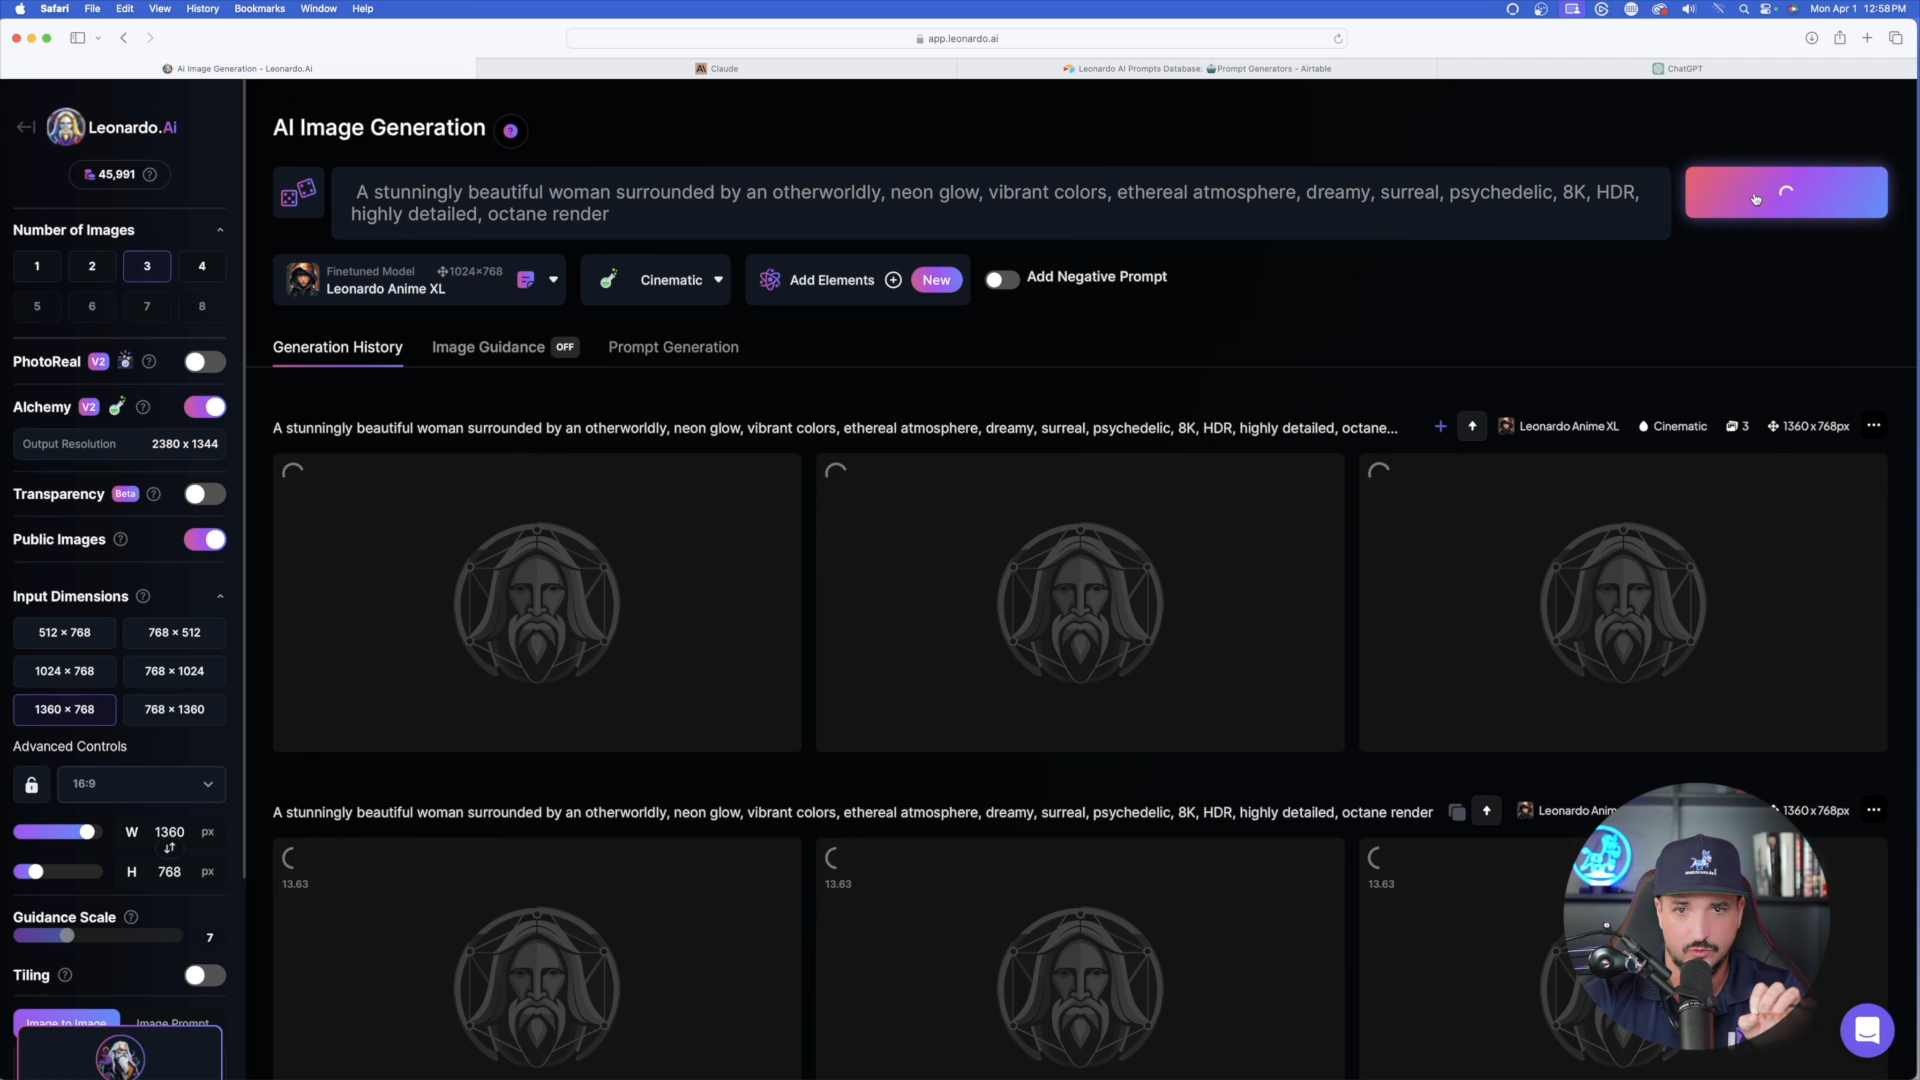 Safari File Edit View History Bookmarks Window Help
Mon Apr 1 12:58PM
app.leonardo.ai
Ai Image Generation - Leonardo.Ai
Claude
Leonardo AI Prompts Database: Prompt Generators - Airtable
ChatGPT
Leonardo.Ai
45,991
Number of Images
1 2 3 4
5 6 7 8
PhotoReal V2
Alchemy V2
Output Resolution 2380 x 1344
Transparency Beta
Public Images
Input Dimensions
512 × 768 768 × 512
1024 × 768 768 × 1024
1360 × 768 768 × 1360
Advanced Controls
16:9
W 1360 px
H 768 px
Guidance Scale
7
Tiling
Image to Image Image Prompt
AI Image Generation
A stunningly beautiful woman surrounded by an otherworldly, neon glow, vibrant colors, ethereal atmosphere, dreamy, surreal, psychedelic, 8K, HDR,
highly detailed, octane render
Finetuned Model 1024×768
Leonardo Anime XL
Cinematic
Add Elements New
Add Negative Prompt
Generation History Image Guidance OFF Prompt Generation
A stunningly beautiful woman surrounded by an otherworldly, neon glow, vibrant colors, ethereal atmosphere, dreamy, surreal, psychedelic, 8K, HDR, highly detailed, octane...
Leonardo Anime XL Cinematic 3 1360 x 768px
A stunningly beautiful woman surrounded by an otherworldly, neon glow, vibrant colors, ethereal atmosphere, dreamy, surreal, psychedelic, 8K, HDR, highly detailed, octane render
Leonardo Anim 1360 x 768px
13.63 13.63 13.63